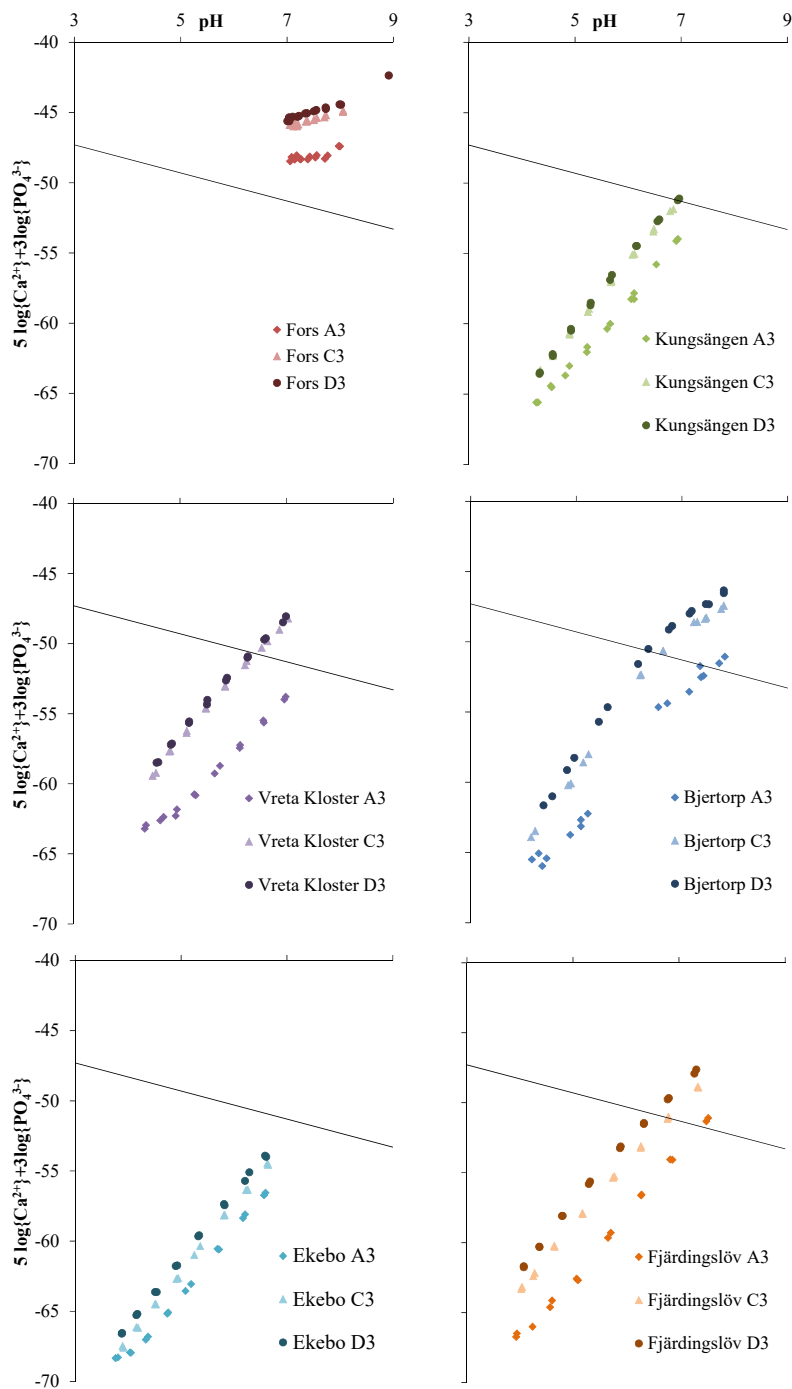 3 5 pH 7 9
3 5 pH 7 9
-40
-45
-50
-55
-60
-65
-70
5 log{Ca²⁺}+3log{PO₄³⁻}
Fors A3
Fors C3
Fors D3
Kungsängen A3
Kungsängen C3
Kungsängen D3
-40
-45
-50
-55
-60
-65
-70
5 log{Ca²⁺}+3log{PO₄³⁻}
Vreta Kloster A3
Vreta Kloster C3
Vreta Kloster D3
Bjertorp A3
Bjertorp C3
Bjertorp D3
-40
-45
-50
-55
-60
-65
-70
5 log{Ca²⁺}+3log{PO₄³⁻}
Ekebo A3
Ekebo C3
Ekebo D3
Fjärdingslöv A3
Fjärdingslöv C3
Fjärdingslöv D3